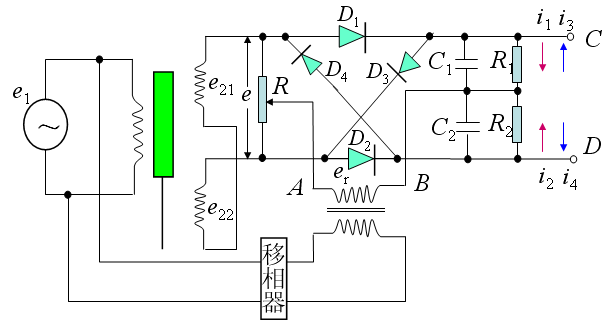 e₁
e₂₁
e₂₂
e
R
D₁
D₄
D₃
D₂
eᵣ
A
B
C₁
R₁
C₂
R₂
i₁ i₃
C
D
i₂ i₄
移相器